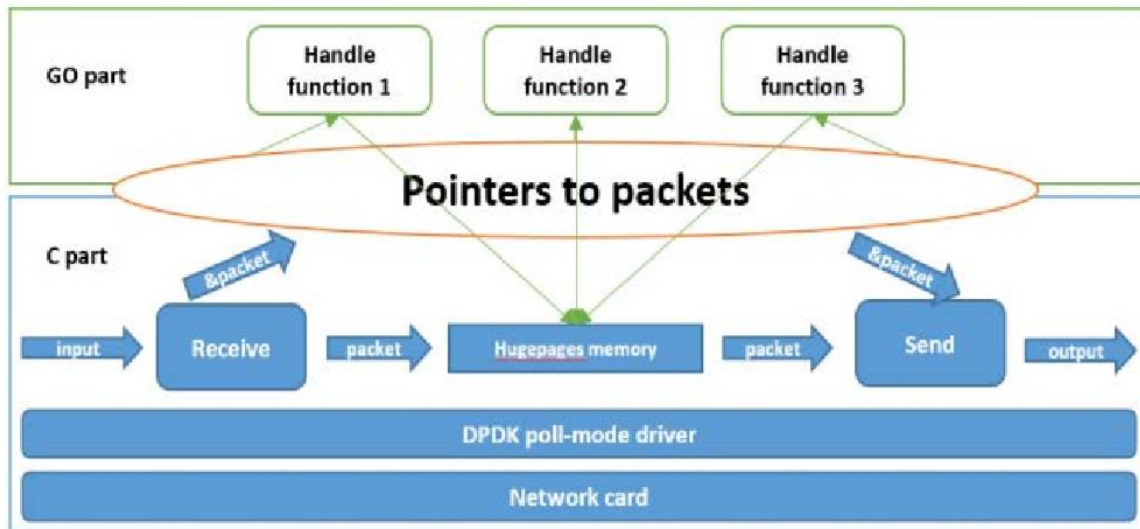 GO part
Handle
function 1
Handle
function 2
Handle
function 3
Pointers to packets
C part
&packet
&packet
input
Receive
packet
Hugepages memory
packet
Send
output
DPDK poll-mode driver
Network card